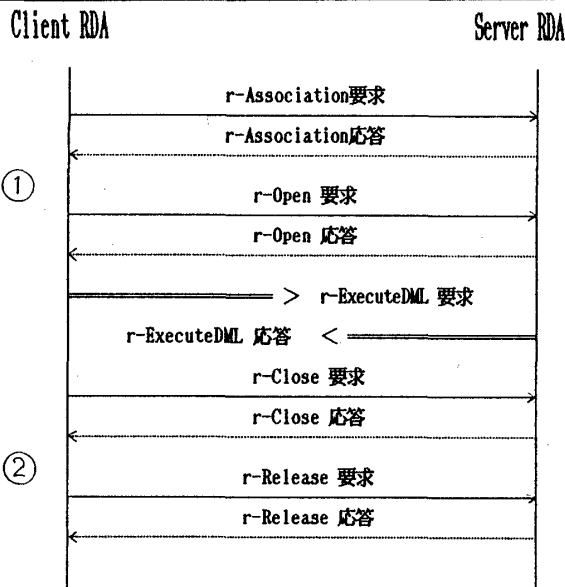 Client RDA Server RDA
r-Association要求
r-Association応答
①
r-Open 要求
r-Open 応答
r-ExecuteDML 要求
r-ExecuteDML 応答
r-Close 要求
r-Close 応答
②
r-Release 要求
r-Release 応答